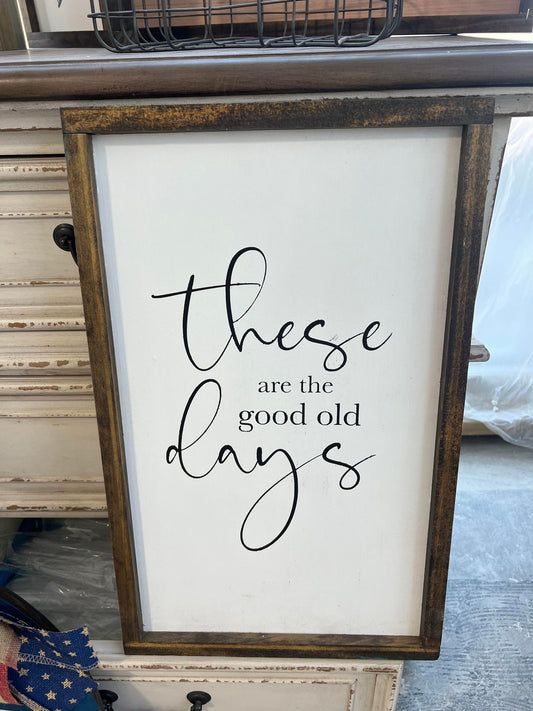 these
are the
good old
days